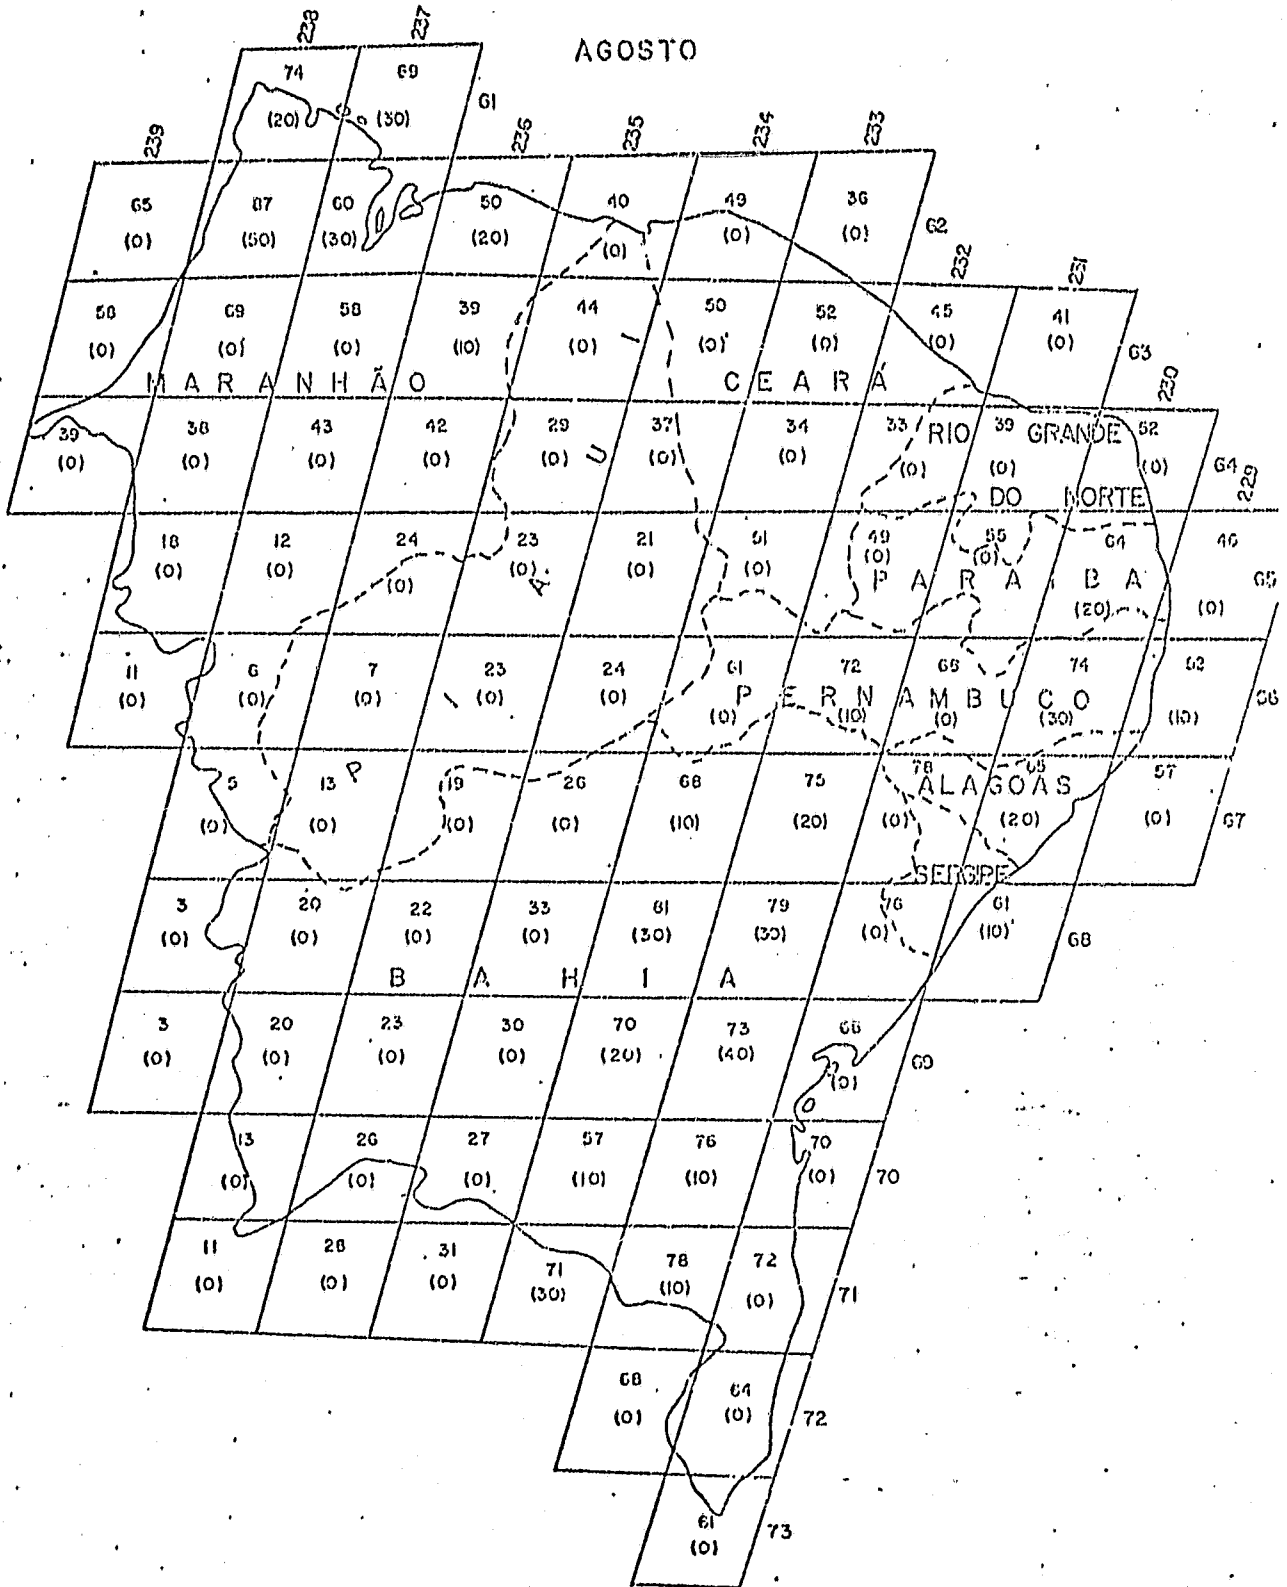 238 237
AGOSTO
74 69 61
(20) (30)
239 236 235 234 233
65 87 60 50 40 49 36 62
(0) (50) (30) (20) (0) (0) (0)
232 231
58 69 58 39 44 50 52 45 41
(0) (0) (0) (10) (0) I (0) (0) (0) (0) 63
MARANHÃO CEARÁ
230
39 38 43 42 29 37 34 33 RIO 39 GRANDE 52
(0) (0) (0) (0) (0) U (0) (0) (0) (0) (0) 64
229
DO NORTE
18 12 24 23 21 51 49 55 64 46
(0) (0) (0) (0) (0) (0) (0) (0) (20) (0) 65
A PARAIBA
11 6 7 23 24 61 72 65 74 63 66
(0) (0) (0) (0) (0) (0) (10) (0) (30) (10)
I PERNAMBUCO
5 13 P 19 26 68 75 78 65 57
ALAGOAS
(0) (0) (0) (0) (10) (20) (0) (20) (0) 67
SERGIPE
3 20 22 33 61 79 76 61
(0) (0) (0) (0) (30) (30) (0) (10) 68
BAHIA
3 20 23 30 70 73 68
(0) (0) (0) (0) (20) (40) (0) 69
13 26 27 57 76 70
(0) (0) (0) (10) (10) (0) 70
11 28 31 71 78 72
(0) (0) (0) (30) (10) (0) 71
68 64
(0) (0) 72
61 73
(0)